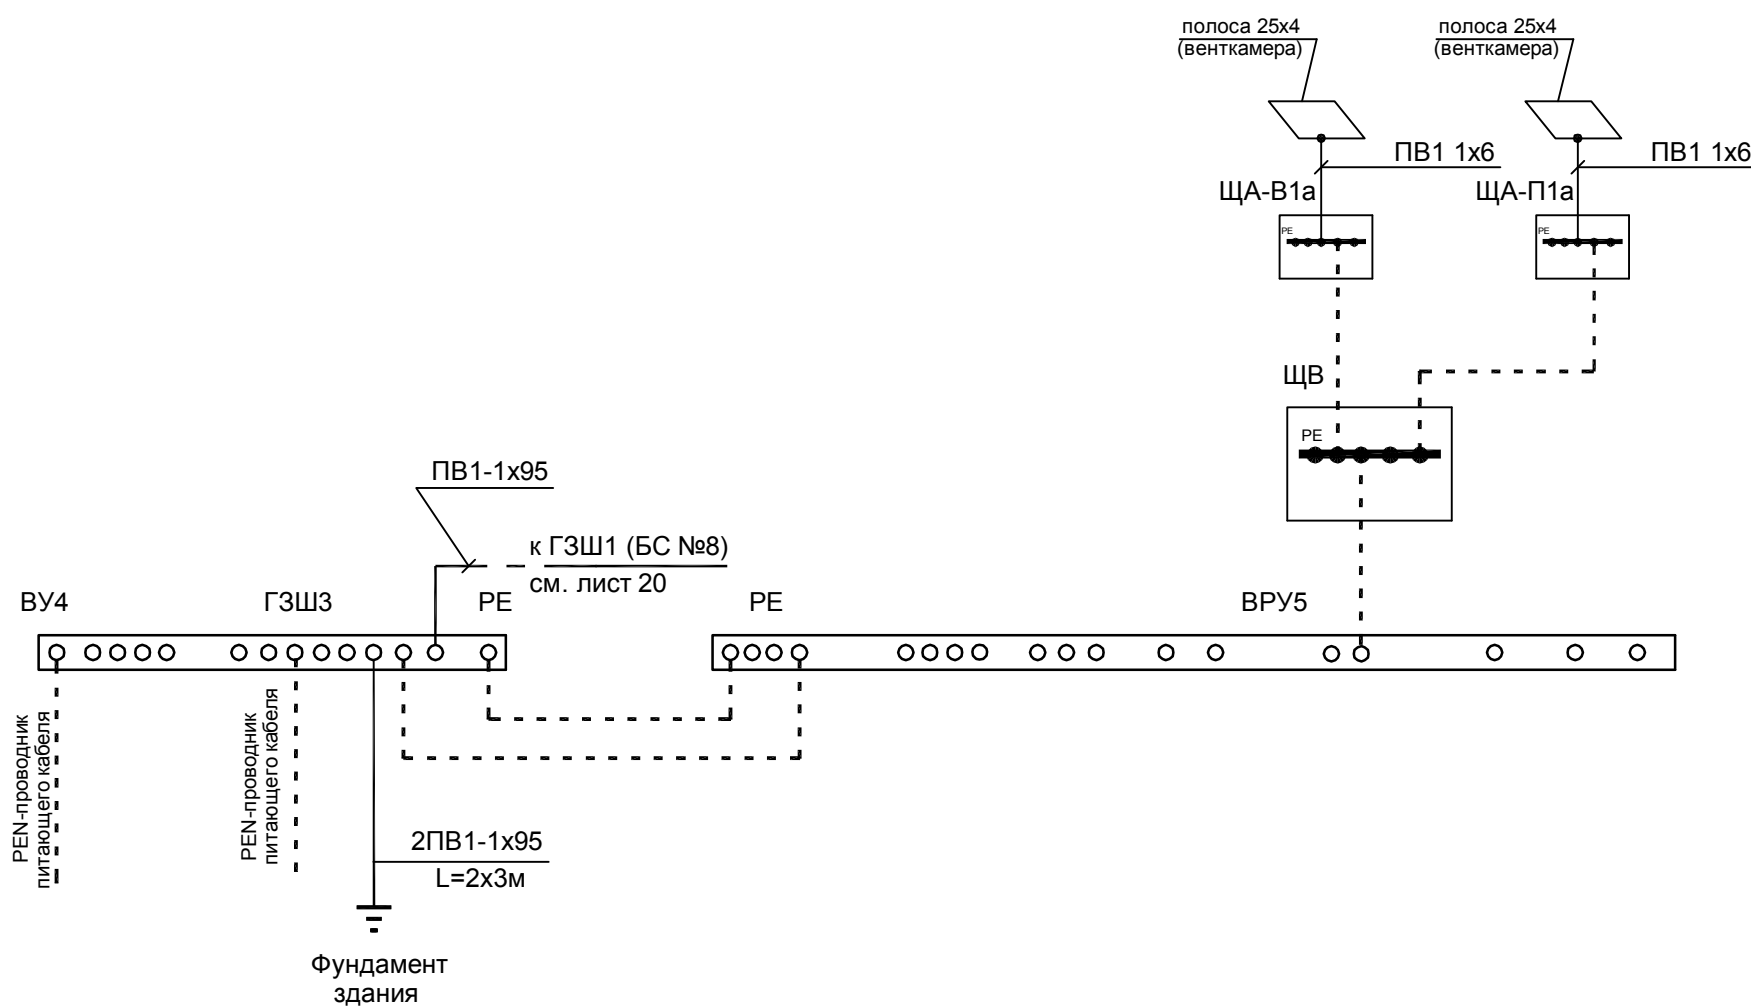 полоса 25х4
(венткамера)
полоса 25х4
(венткамера)
ПВ1 1х6
ПВ1 1х6
ЩА-В1а
ЩА-П1а
PE
PE
ЩВ
PE
ПВ1-1х95
к ГЗШ1 (БС №8)
см. лист 20
ВУ4
ГЗШ3
PE
PE
ВРУ5
PEN-проводник
питающего кабеля
PEN-проводник
питающего кабеля
2ПВ1-1х95
L=2х3м
Фундамент
здания